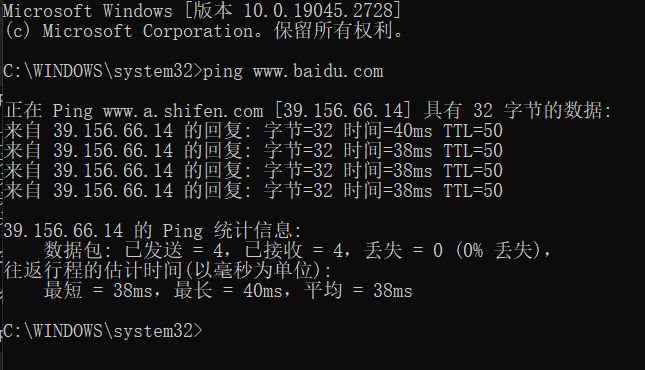 Microsoft Windows [版本 10.0.19045.2728]
(c) Microsoft Corporation。保留所有权利。
C:\WINDOWS\system32>ping www.baidu.com
正在 Ping www.a.shifen.com [39.156.66.14] 具有 32 字节的数据:
来自 39.156.66.14 的回复: 字节=32 时间=40ms TTL=50
来自 39.156.66.14 的回复: 字节=32 时间=38ms TTL=50
来自 39.156.66.14 的回复: 字节=32 时间=38ms TTL=50
来自 39.156.66.14 的回复: 字节=32 时间=38ms TTL=50
39.156.66.14 的 Ping 统计信息:
数据包: 已发送 = 4，已接收 = 4，丢失 = 0 (0% 丢失)，
往返行程的估计时间(以毫秒为单位):
最短 = 38ms，最长 = 40ms，平均 = 38ms
C:\WINDOWS\system32>